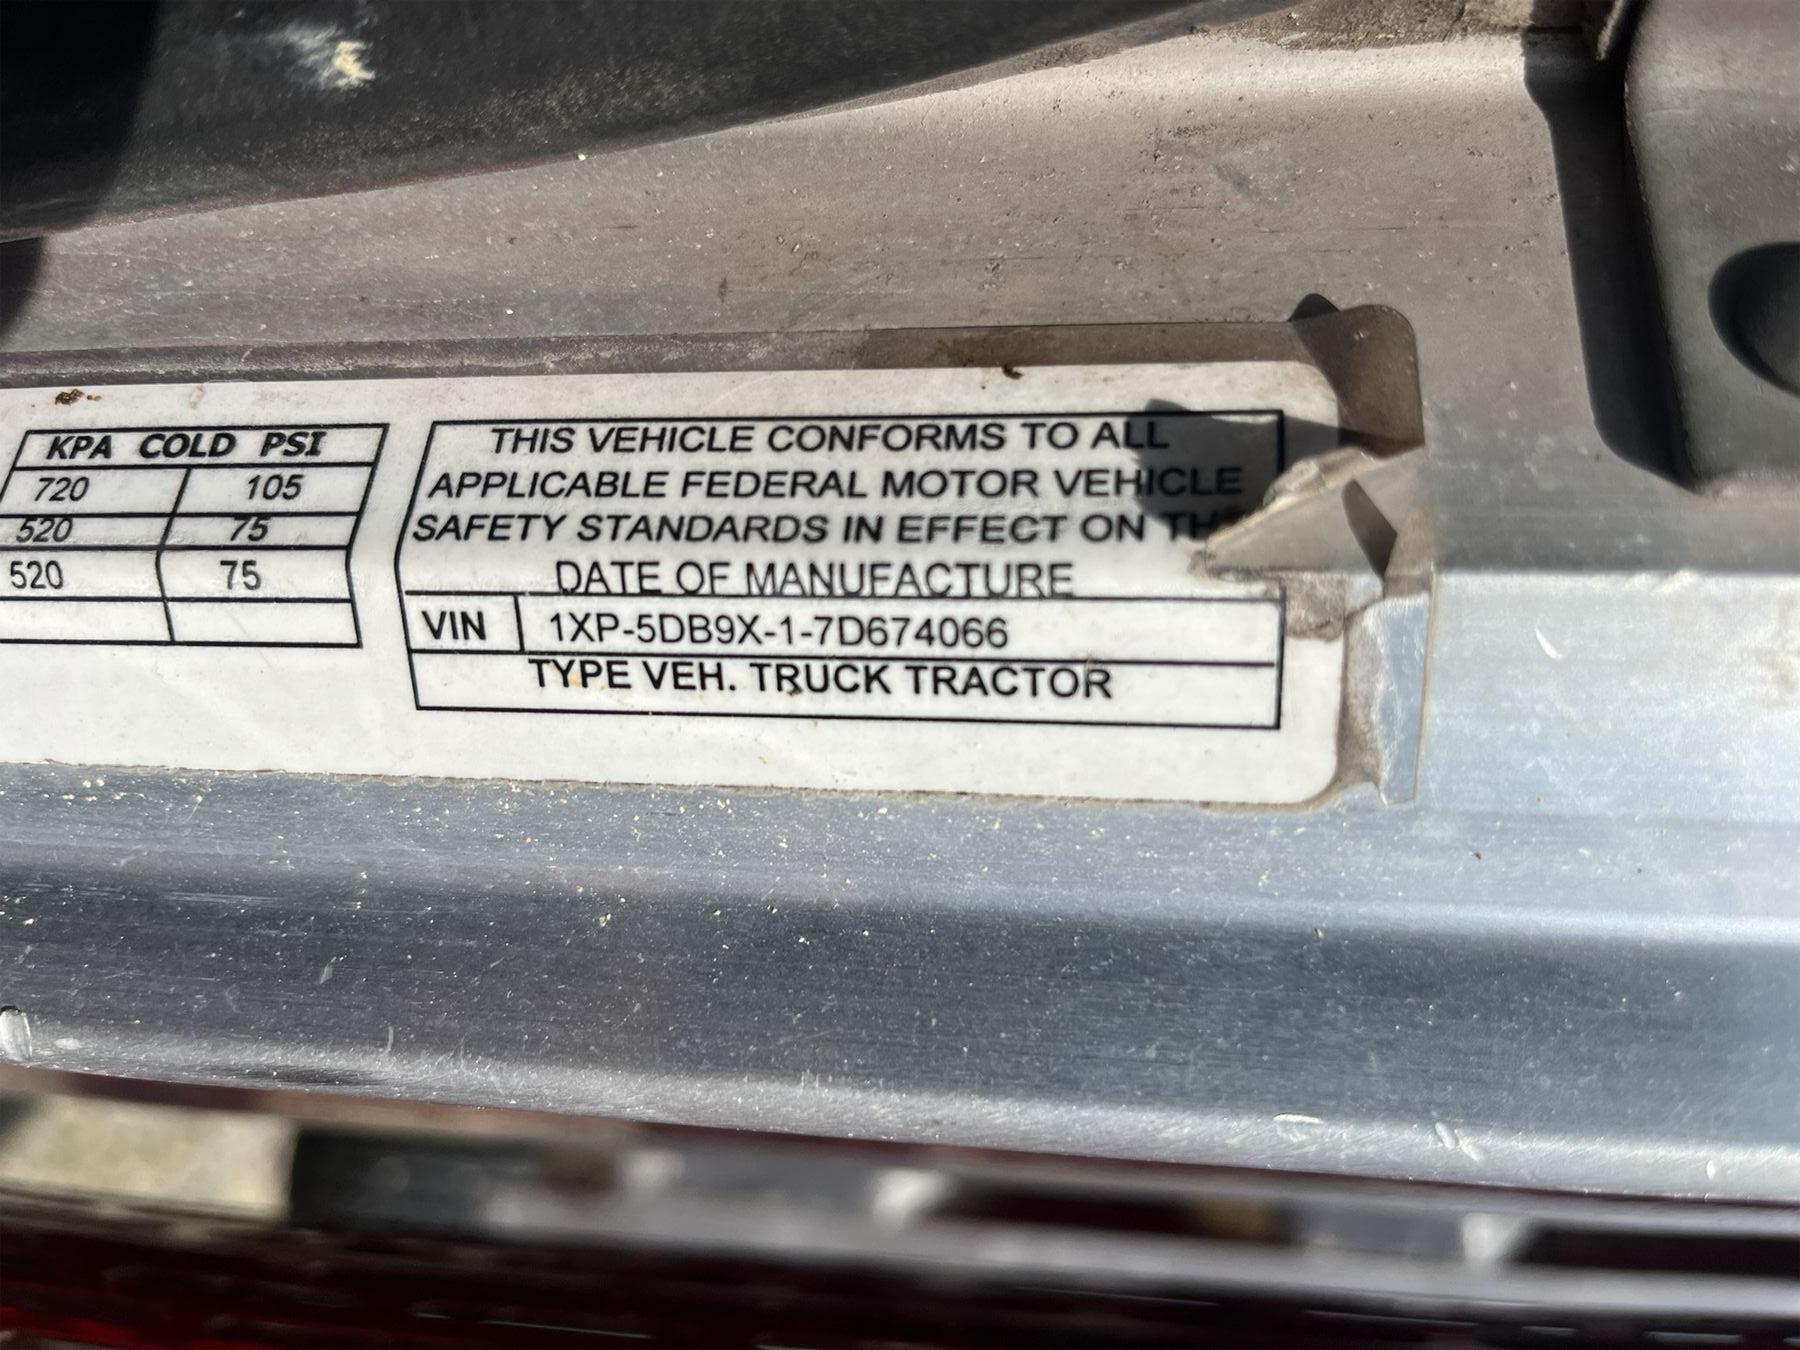 KPA COLD PSI
720 105
520 75
520 75
THIS VEHICLE CONFORMS TO ALL
APPLICABLE FEDERAL MOTOR VEHICLE
SAFETY STANDARDS IN EFFECT ON
DATE OF MANUFACTURE
VIN 1XP-5DB9X-1-7D674066
TYPE VEH. TRUCK TRACTOR